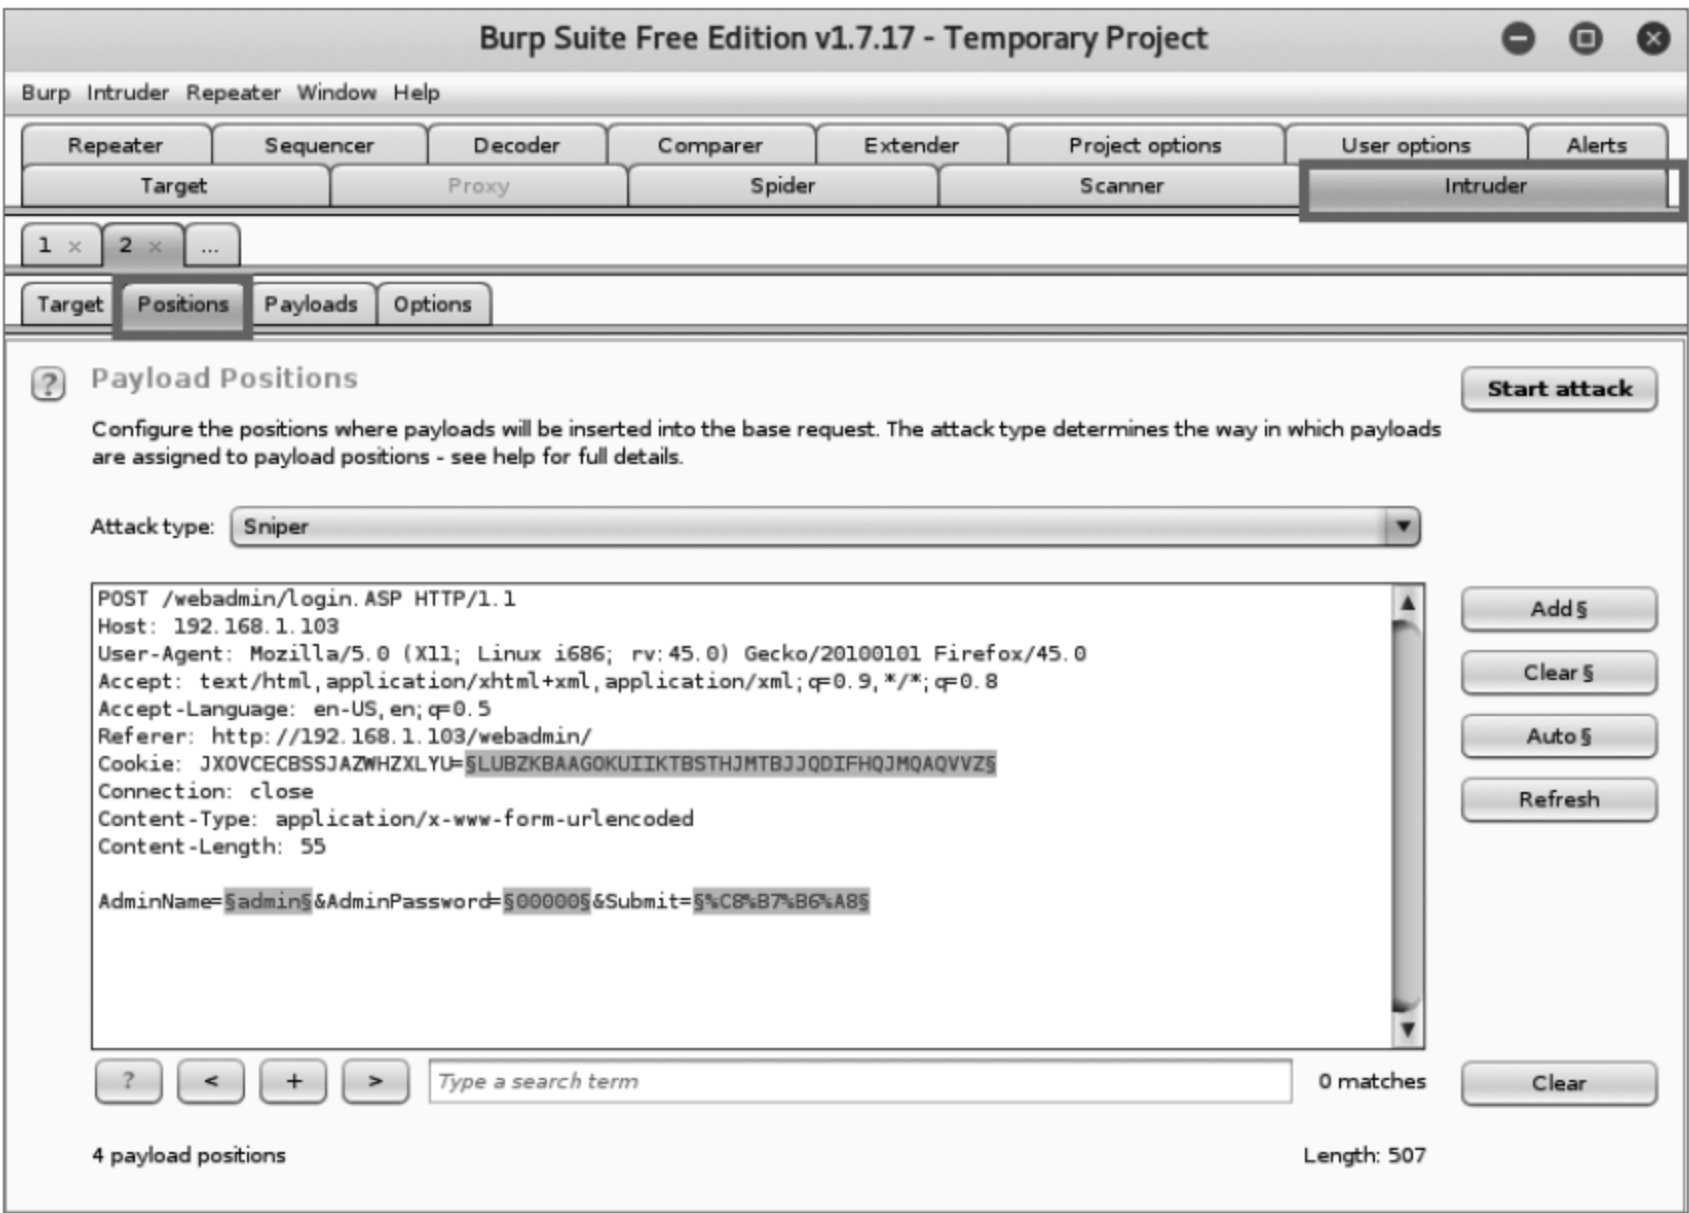 Burp Suite Free Edition v1.7.17 - Temporary Project
Burp Intruder Repeater Window Help
Repeater Sequencer Decoder Comparer Extender Project options User options Alerts
Target Proxy Spider Scanner Intruder
1 × 2 × ...
Target Positions Payloads Options
? Payload Positions
Start attack
Configure the positions where payloads will be inserted into the base request. The attack type determines the way in which payloads
are assigned to payload positions - see help for full details.
Attack type: Sniper
POST /webadmin/login.ASP HTTP/1.1
Host: 192.168.1.103
User-Agent: Mozilla/5.0 (X11; Linux i686; rv:45.0) Gecko/20100101 Firefox/45.0
Accept: text/html,application/xhtml+xml,application/xml;q=0.9,*/*;q=0.8
Accept-Language: en-US,en;q=0.5
Referer: http://192.168.1.103/webadmin/
Cookie: JXOVCECBSSJAZWHZXLYU=§LUBZKBAAGOKUIIKTBSTHJMTBJJQDIFHQJMQAQVVZ§
Connection: close
Content-Type: application/x-www-form-urlencoded
Content-Length: 55
AdminName=§admin§&AdminPassword=§00000§&Submit=§%C8%B7%B6%A8§
Add §
Clear §
Auto §
Refresh
? < + > Type a search term 0 matches Clear
4 payload positions Length: 507